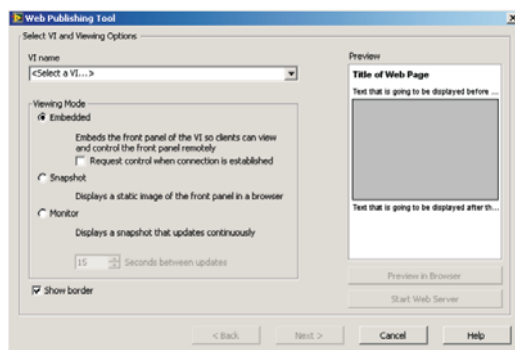 Web Publishing Tool
Select VI and Viewing Options
VI name
<Select a VI...>
Viewing Mode
Embedded
Embeds the front panel of the VI so clients can view
and control the front panel remotely
Request control when connection is established
Snapshot
Displays a static image of the front panel in a browser
Monitor
Displays a snapshot that updates continuously
15 Seconds between updates
Show border
Preview
Title of Web Page
Text that is going to be displayed before ...
Text that is going to be displayed after th...
Preview in Browser
Start Web Server
< Back
Next >
Cancel
Help